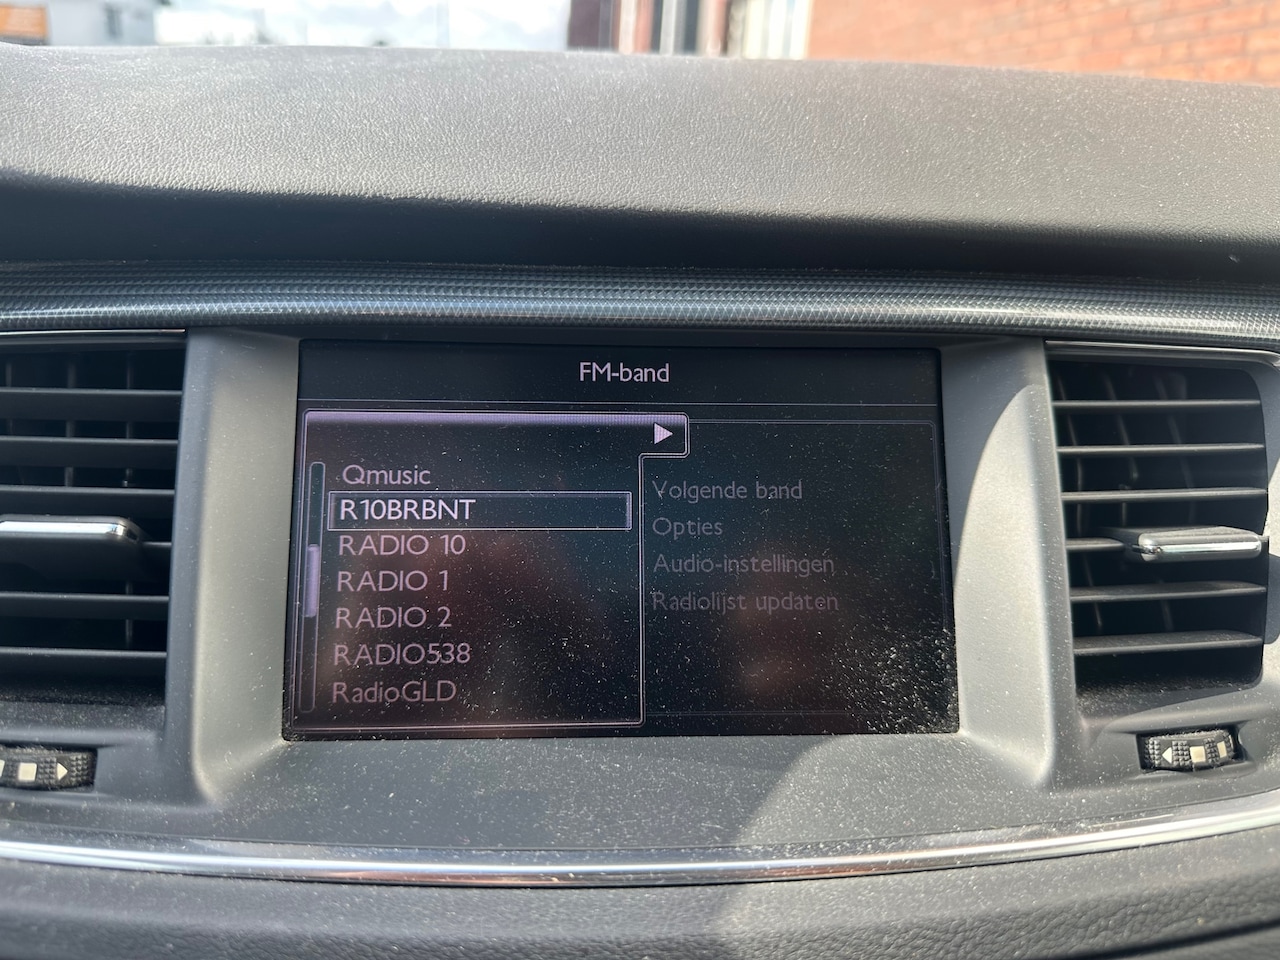 FM-band
Qmusic
R10BRBNT
RADIO 10
RADIO 1
RADIO 2
RADIO538
RadioGLD
Volgende band
Opties
Audio-instellingen
Radiolijst updaten